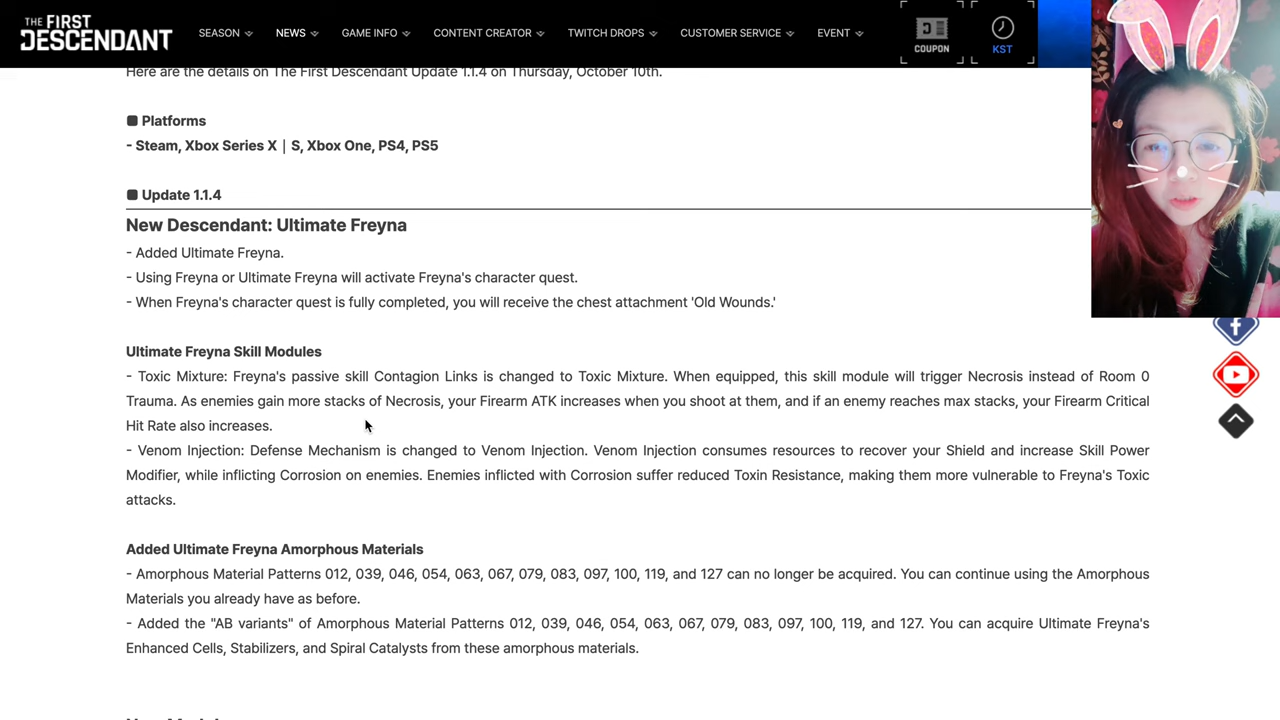 THE FIRST
DESCENDANT
SEASON NEWS GAME INFO CONTENT CREATOR TWITCH DROPS CUSTOMER SERVICE EVENT
COUPON
KST
Here are the details on The First Descendant Update 1.1.4 on Thursday, October 10th.
■ Platforms
- Steam, Xbox Series X | S, Xbox One, PS4, PS5
■ Update 1.1.4
New Descendant: Ultimate Freyna
- Added Ultimate Freyna.
- Using Freyna or Ultimate Freyna will activate Freyna's character quest.
- When Freyna's character quest is fully completed, you will receive the chest attachment 'Old Wounds.'
Ultimate Freyna Skill Modules
- Toxic Mixture: Freyna's passive skill Contagion Links is changed to Toxic Mixture. When equipped, this skill module will trigger Necrosis instead of Room 0
Trauma. As enemies gain more stacks of Necrosis, your Firearm ATK increases when you shoot at them, and if an enemy reaches max stacks, your Firearm Critical
Hit Rate also increases.
- Venom Injection: Defense Mechanism is changed to Venom Injection. Venom Injection consumes resources to recover your Shield and increase Skill Power
Modifier, while inflicting Corrosion on enemies. Enemies inflicted with Corrosion suffer reduced Toxin Resistance, making them more vulnerable to Freyna's Toxic
attacks.
Added Ultimate Freyna Amorphous Materials
- Amorphous Material Patterns 012, 039, 046, 054, 063, 067, 079, 083, 097, 100, 119, and 127 can no longer be acquired. You can continue using the Amorphous
Materials you already have as before.
- Added the "AB variants" of Amorphous Material Patterns 012, 039, 046, 054, 063, 067, 079, 083, 097, 100, 119, and 127. You can acquire Ultimate Freyna's
Enhanced Cells, Stabilizers, and Spiral Catalysts from these amorphous materials.